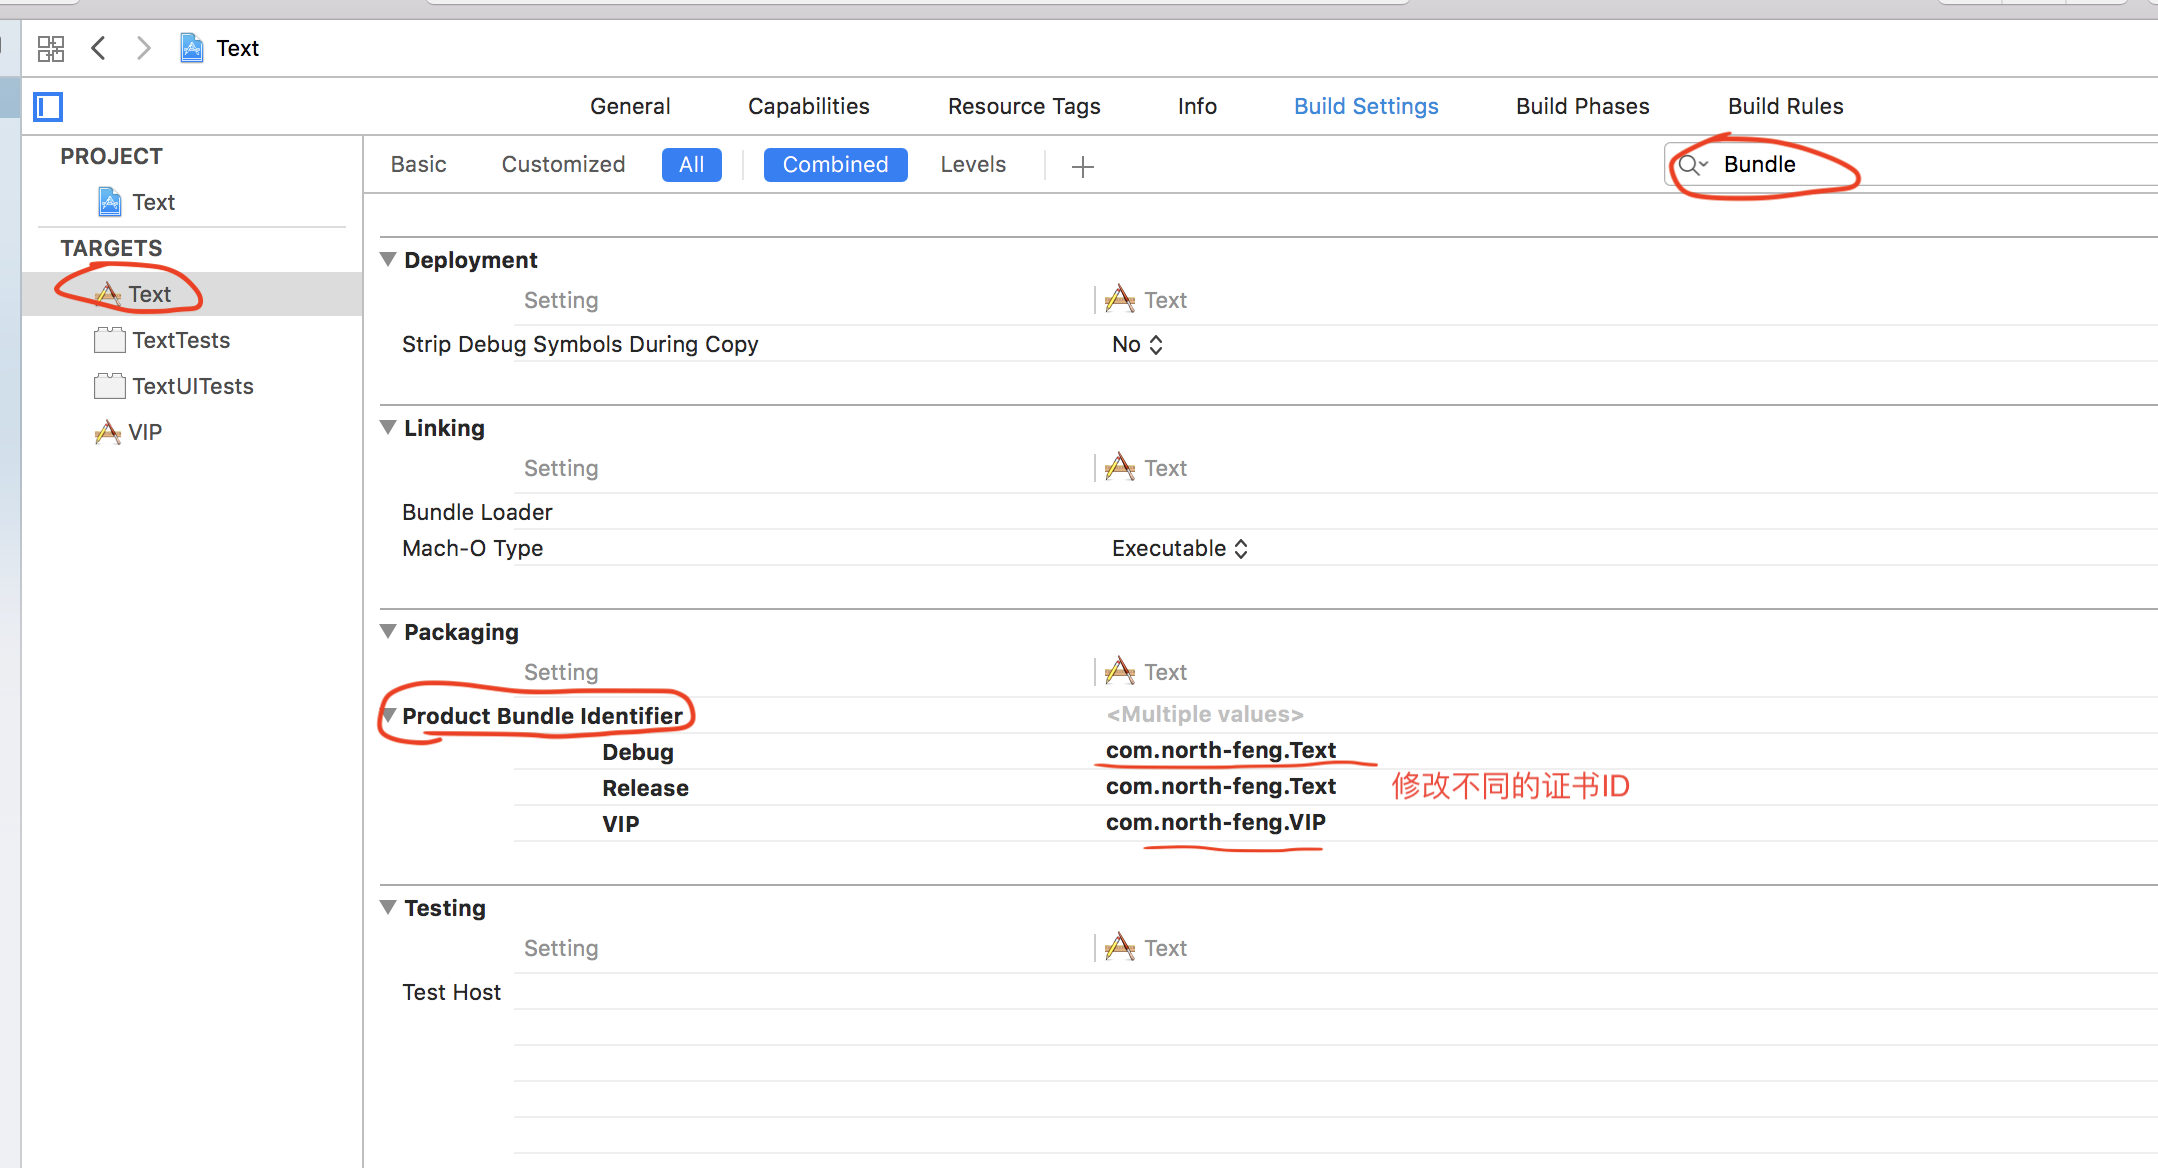 Text
General Capabilities Resource Tags Info Build Settings Build Phases Build Rules
PROJECT
Text
TARGETS
Text
TextTests
TextUITests
VIP
Basic Customized All Combined Levels Bundle
Deployment
Setting Text
Strip Debug Symbols During Copy No
Linking
Setting Text
Bundle Loader
Mach-O Type Executable
Packaging
Setting Text
Product Bundle Identifier <Multiple values>
Debug com.north-feng.Text
Release com.north-feng.Text 修改不同的证书ID
VIP com.north-feng.VIP
Testing
Setting Text
Test Host